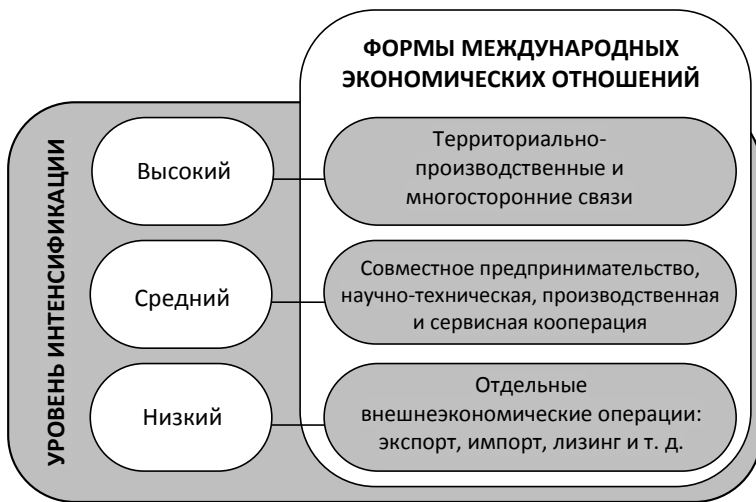 ФОРМЫ МЕЖДУНАРОДНЫХ
ЭКОНОМИЧЕСКИХ ОТНОШЕНИЙ
УРОВЕНЬ ИНТЕНСИФИКАЦИИ
Высокий
Территориально-
производственные и
многосторонние связи
Средний
Совместное предпринимательство,
научно-техническая, производственная
и сервисная кооперация
Низкий
Отдельные
внешнеэкономические операции:
экспорт, импорт, лизинг и т. д.